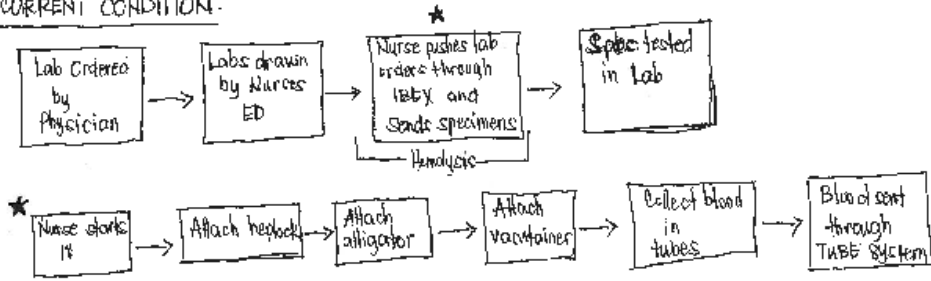 CURRENT CONDITION.
Lab Ordered
by
Physician
Labs drawn
by Nurses
ED
Nurse pushes lab
orders through
IBEX and
Sends specimens
Hemolysis
tested
in Lab
Nurse starts
Attach heplock
Attach
alligator
Attach
vacutainer
Collect blood
in
tubes
Blood sent
through
TUBE System